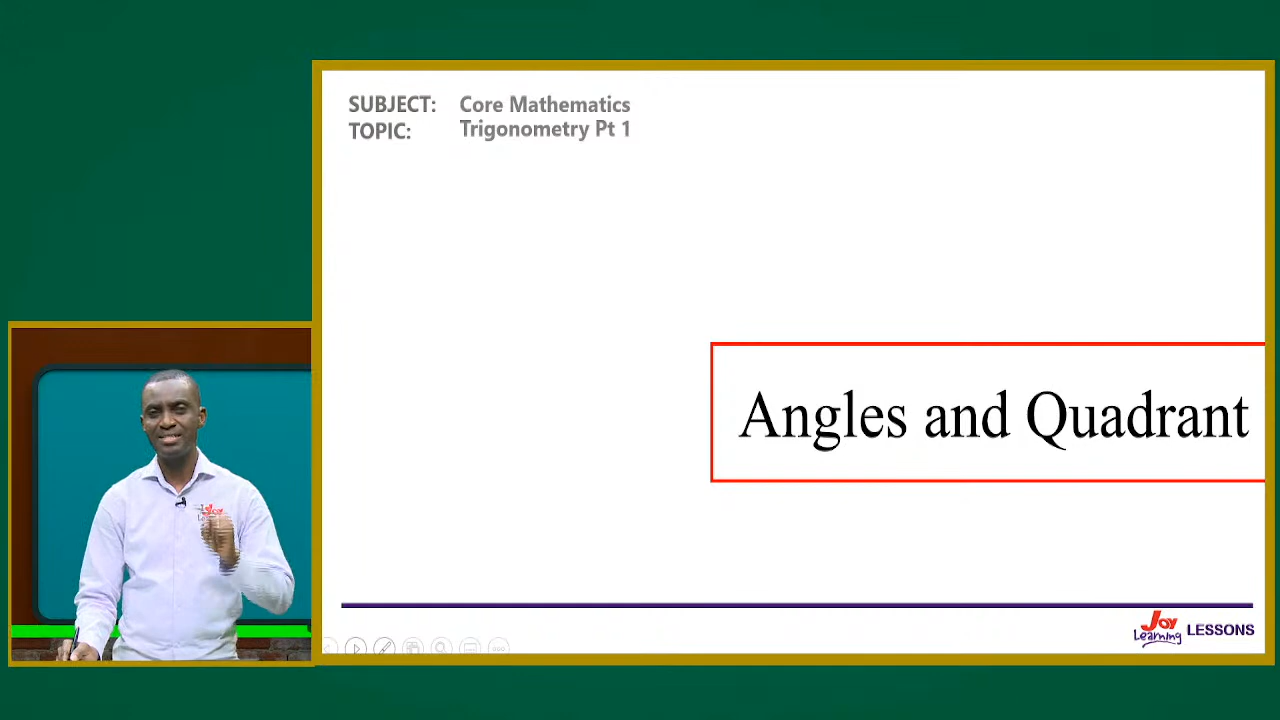 SUBJECT: Core Mathematics
TOPIC: Trigonometry Pt 1
Angles and Quadrant
Joy Learning LESSONS